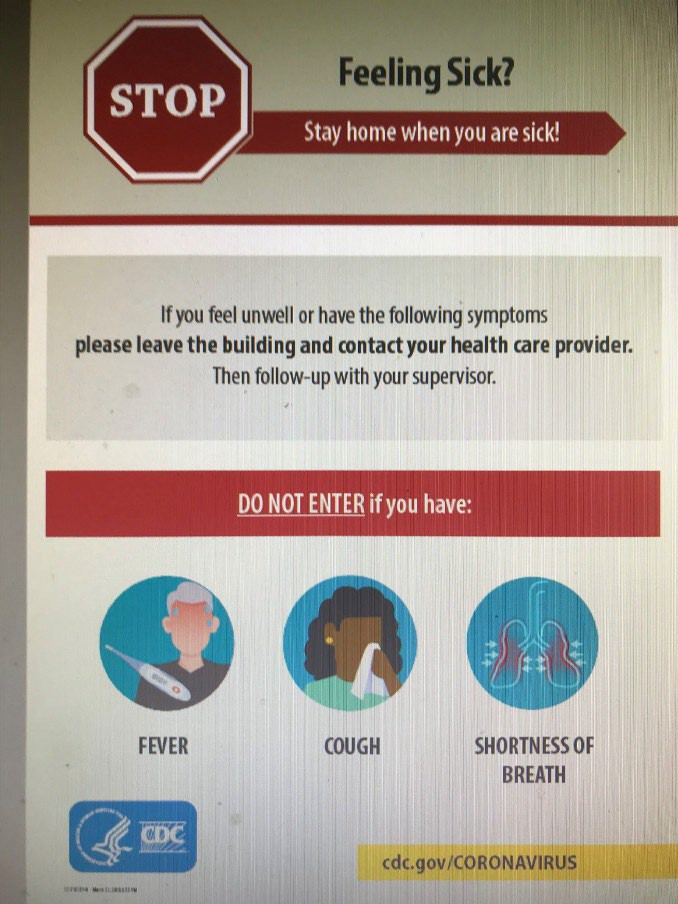 STOP
Feeling Sick?
Stay home when you are sick!
If you feel unwell or have the following symptoms
please leave the building and contact your health care provider.
Then follow-up with your supervisor.
DO NOT ENTER if you have:
FEVER
COUGH
SHORTNESS OF
BREATH
CDC
cdc.gov/CORONAVIRUS